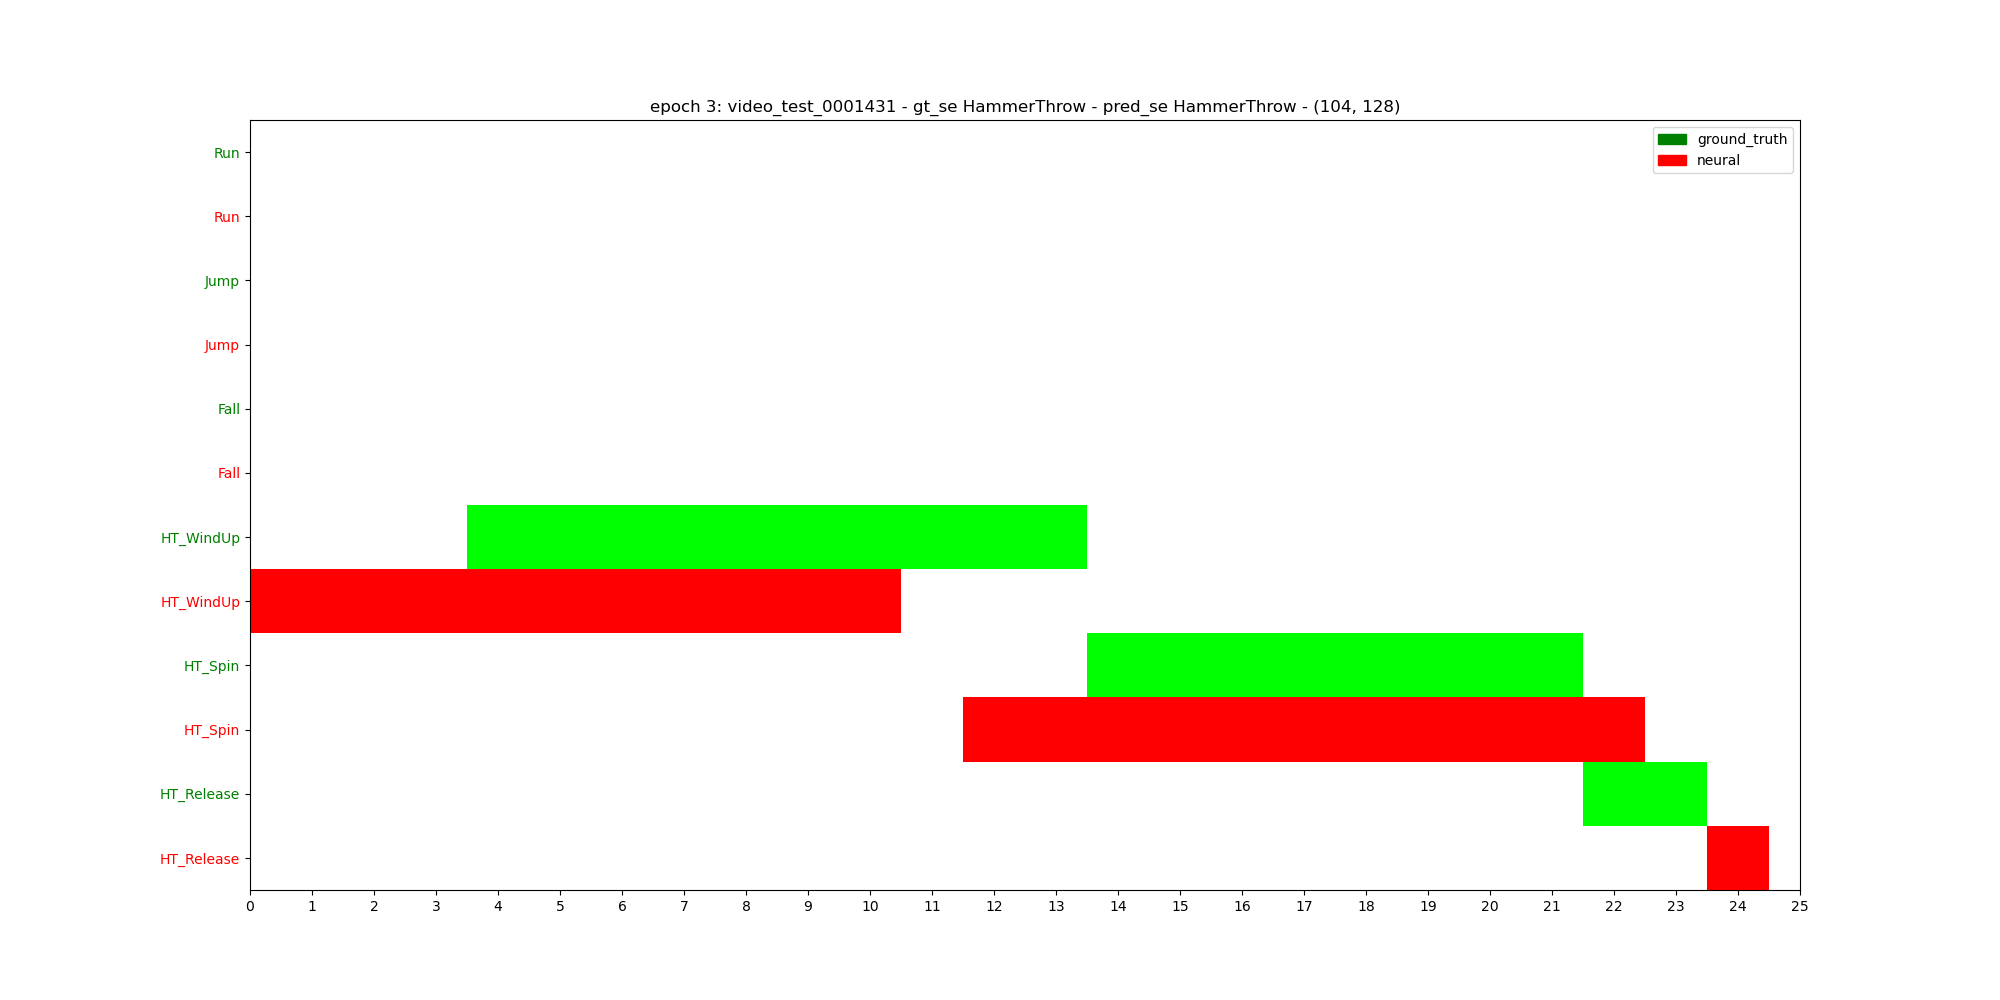 epoch 3: video_test_0001431 - gt_se HammerThrow - pred_se HammerThrow - (104, 128)
ground_truth
neural
Run
Run
Jump
Jump
Fall
Fall
HT_WindUp
HT_WindUp
HT_Spin
HT_Spin
HT_Release
HT_Release
0 1 2 3 4 5 6 7 8 9 10 11 12 13 14 15 16 17 18 19 20 21 22 23 24 25